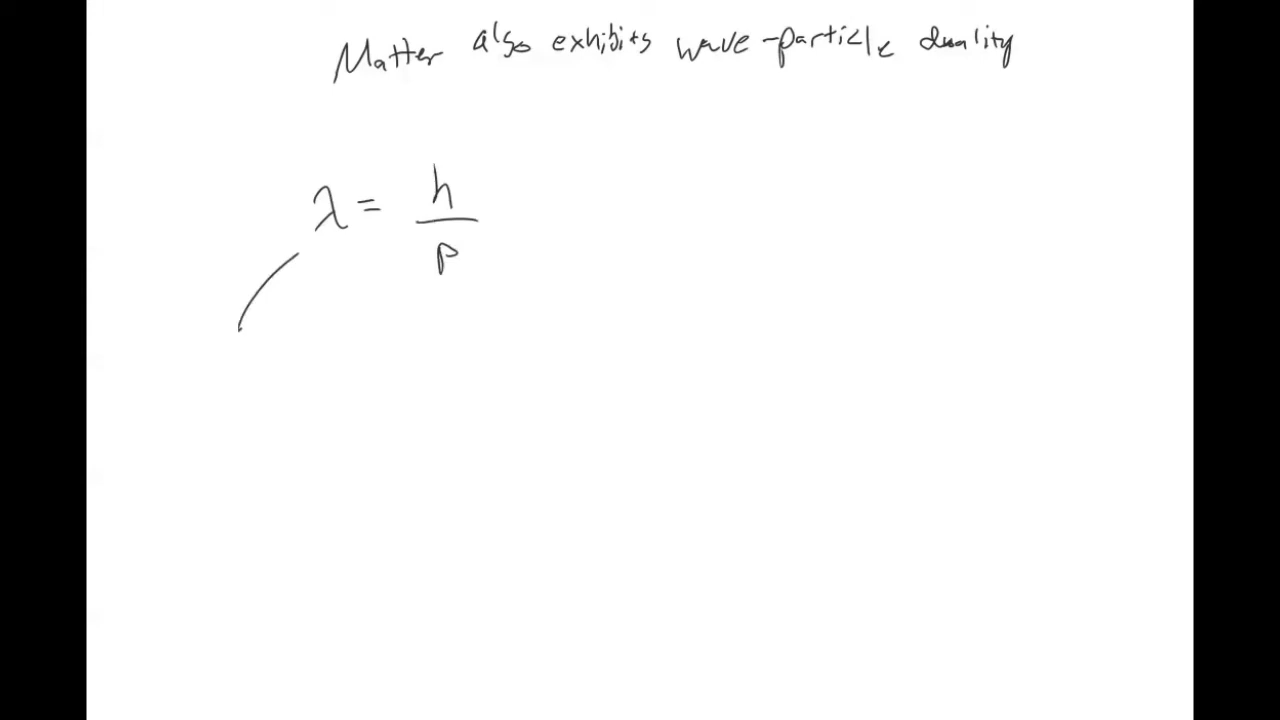 Matter also exhibits wave-particle duality
λ = h
p